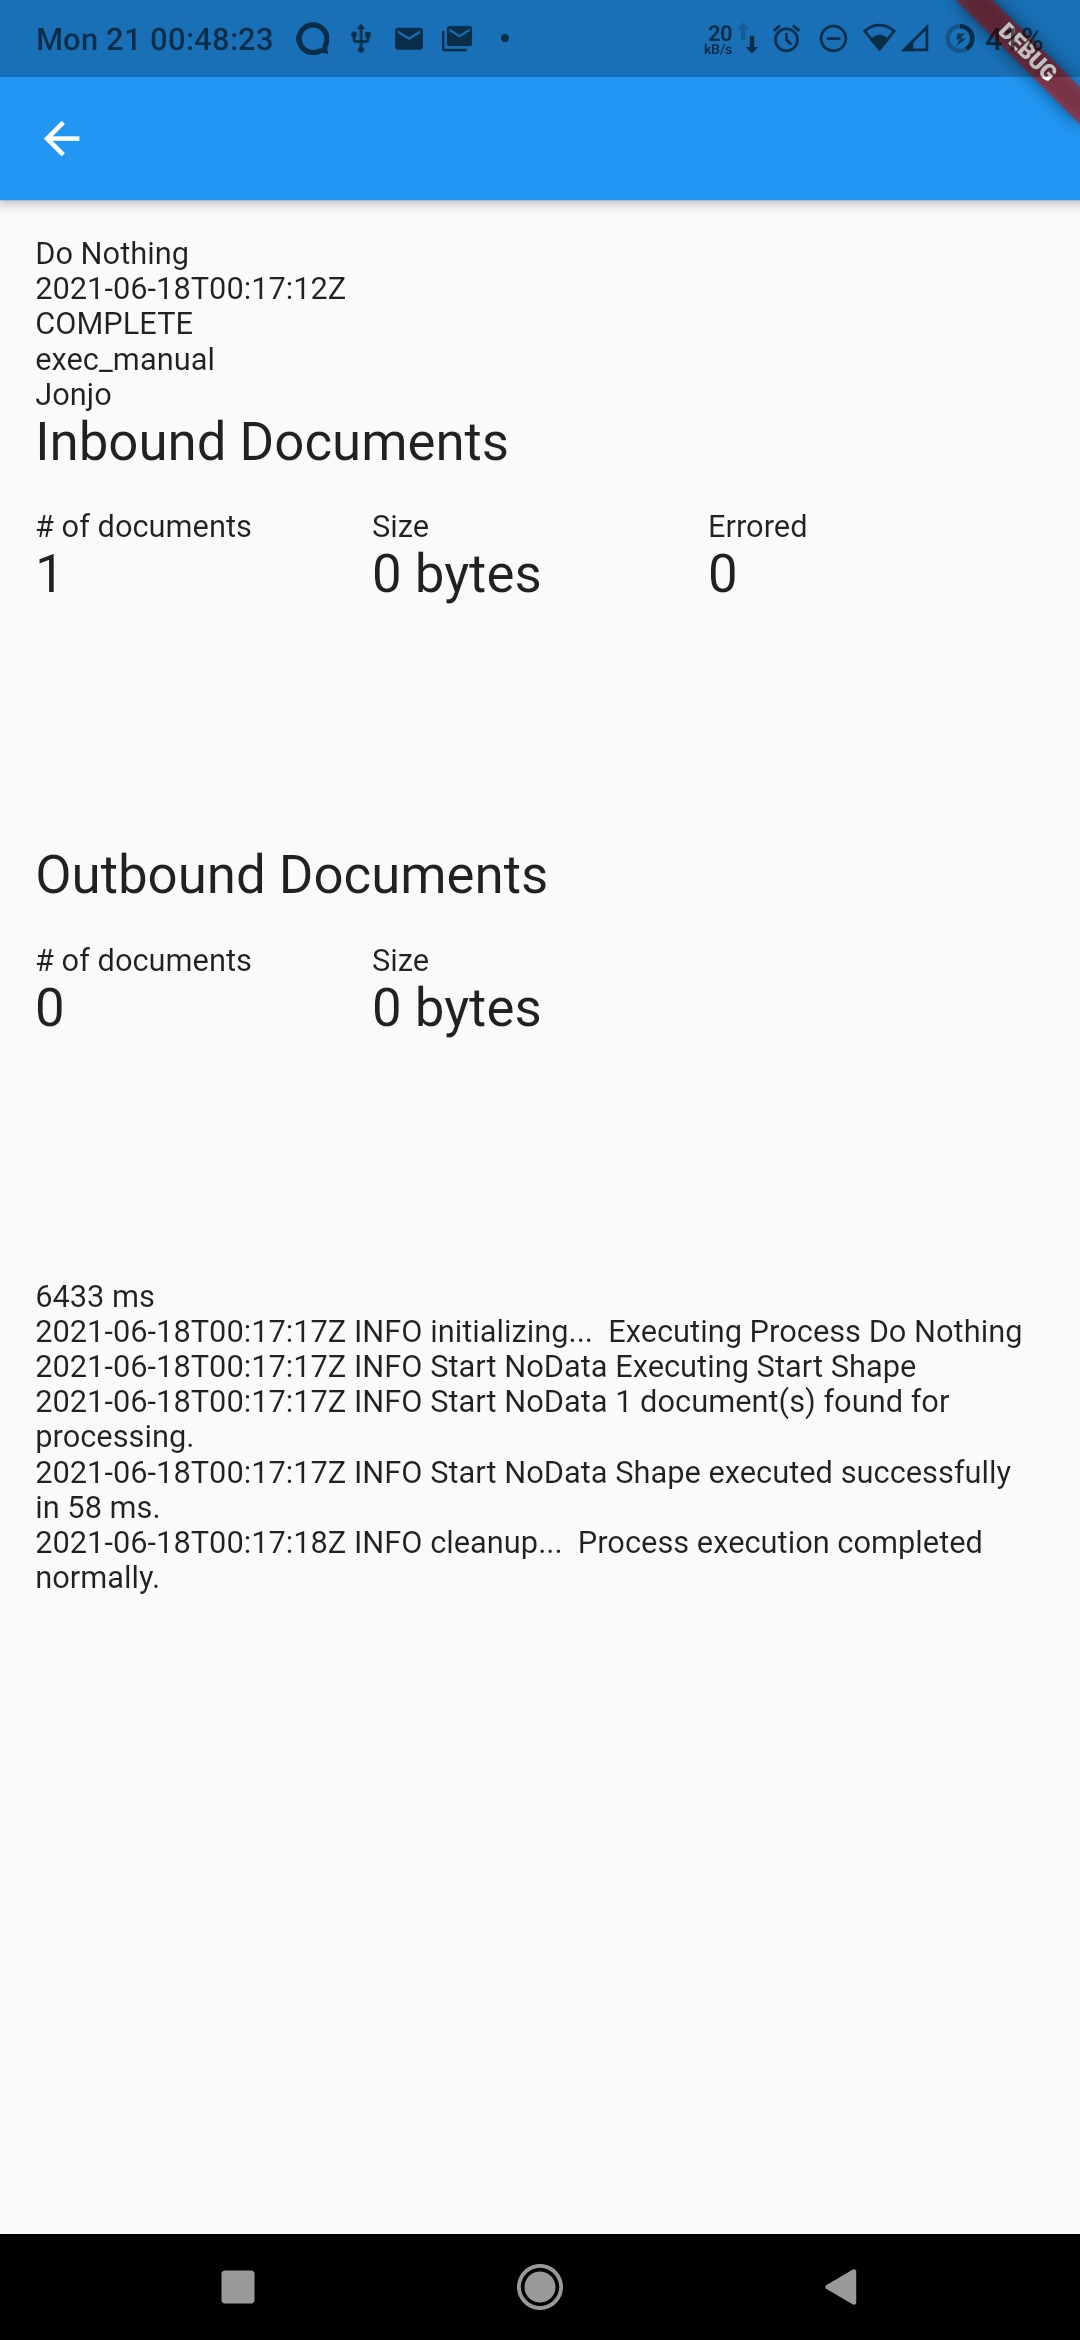 Mon 21 00:48:23
20
kB/s
DEBUG
Do Nothing
2021-06-18T00:17:12Z
COMPLETE
exec_manual
Jonjo
Inbound Documents
# of documents Size Errored
1 0 bytes 0
Outbound Documents
# of documents Size
0 0 bytes
6433 ms
2021-06-18T00:17:17Z INFO initializing...  Executing Process Do Nothing
2021-06-18T00:17:17Z INFO Start NoData Executing Start Shape
2021-06-18T00:17:17Z INFO Start NoData 1 document(s) found for
processing.
2021-06-18T00:17:17Z INFO Start NoData Shape executed successfully
in 58 ms.
2021-06-18T00:17:18Z INFO cleanup...  Process execution completed
normally.